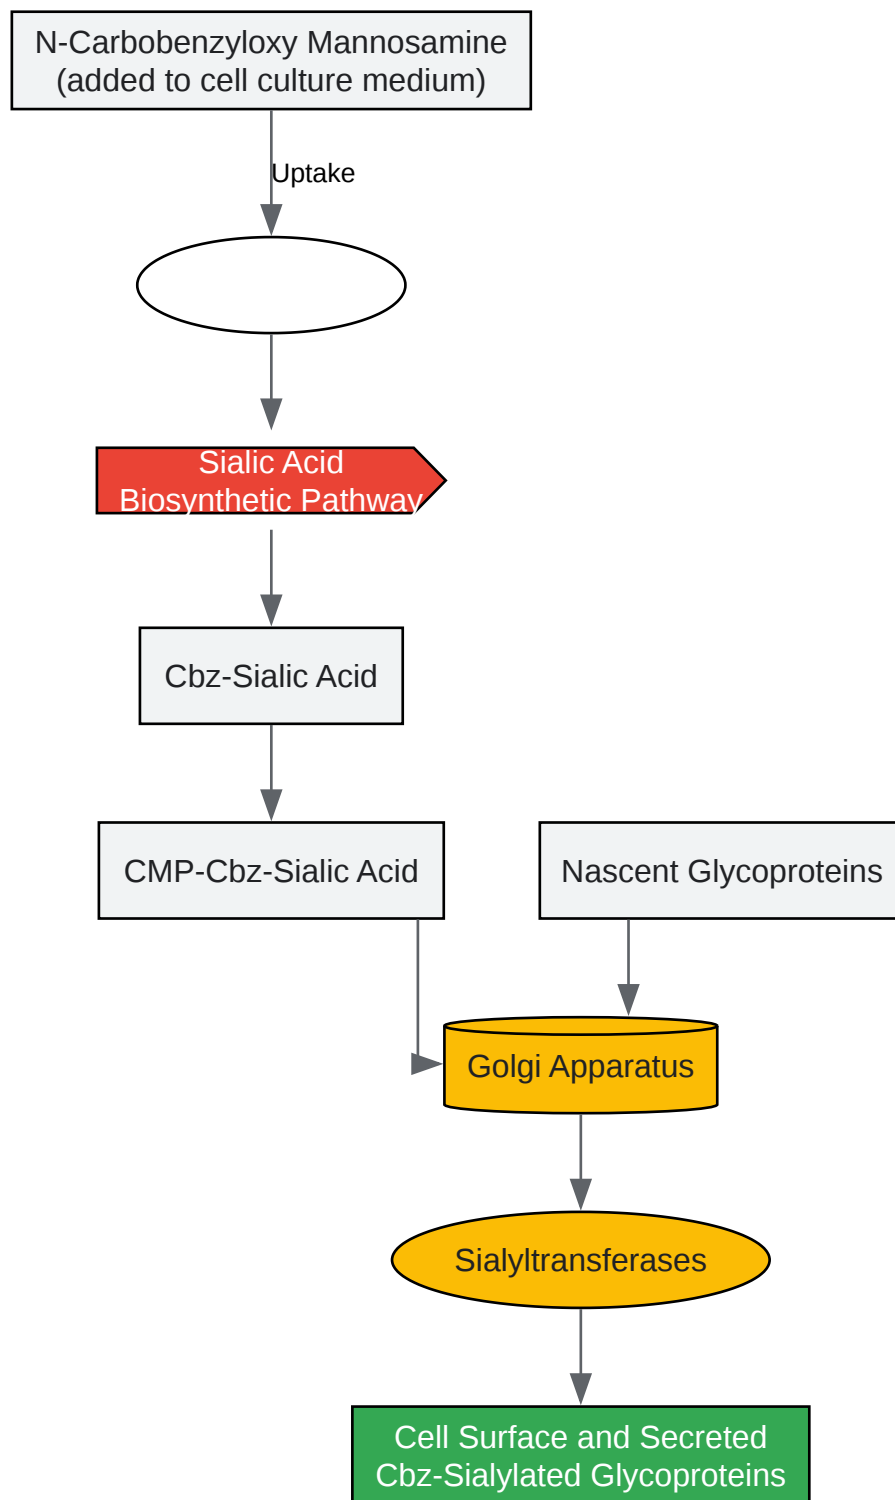 N-Carbobenzyloxy Mannosamine
(added to cell culture medium)
Uptake
Sialic Acid
Biosynthetic Pathway
Cbz-Sialic Acid
CMP-Cbz-Sialic Acid
Nascent Glycoproteins
Golgi Apparatus
Sialyltransferases
Cell Surface and Secreted
Cbz-Sialylated Glycoproteins